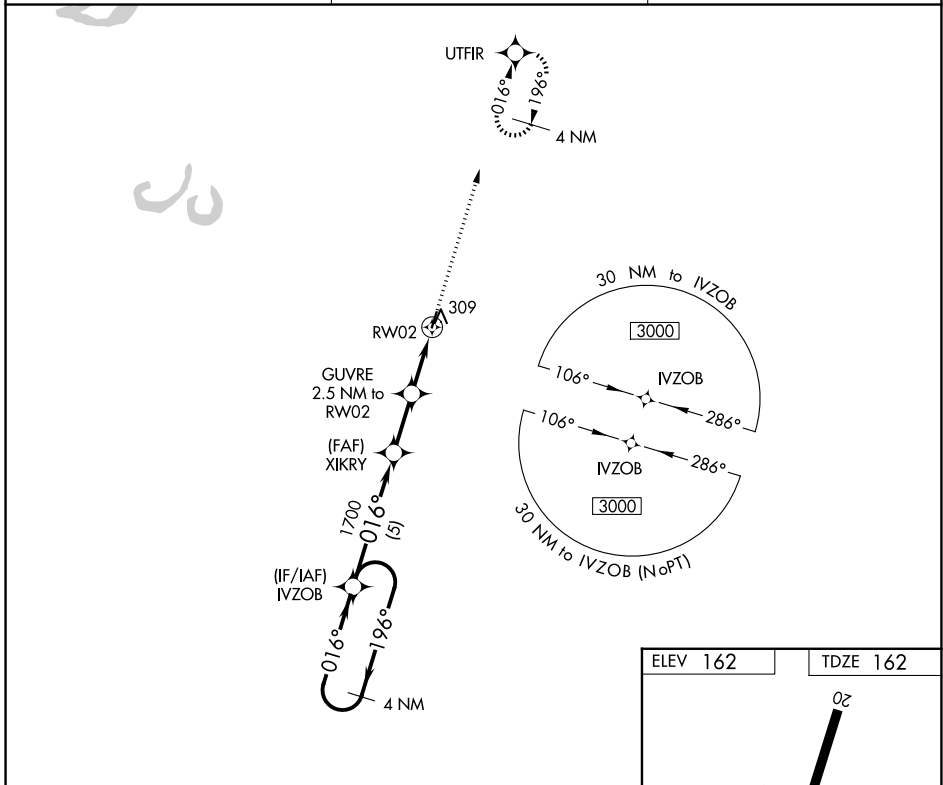 UTFIR
016°
196°
4 NM
309
RW02
GUVRE
2.5 NM to
RW02
(FAF)
XIKRY
1700
016°
(5)
(IF/IAF)
IVZOB
016°
196°
4 NM
30 NM to IVZOB
3000
106°
IVZOB
286°
106°
IVZOB
286°
3000
30 NM to IVZOB (NoPT)
ELEV 162
TDZE 162
20